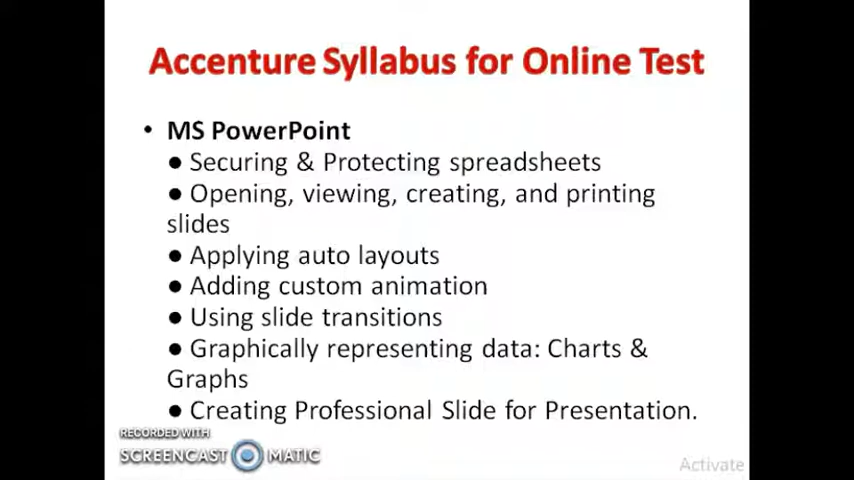 Accenture Syllabus for Online Test
• MS PowerPoint
● Securing & Protecting spreadsheets
● Opening, viewing, creating, and printing
slides
● Applying auto layouts
● Adding custom animation
● Using slide transitions
● Graphically representing data: Charts &
Graphs
● Creating Professional Slide for Presentation.
RECORDED WITH
SCREENCAST MATIC
Activate